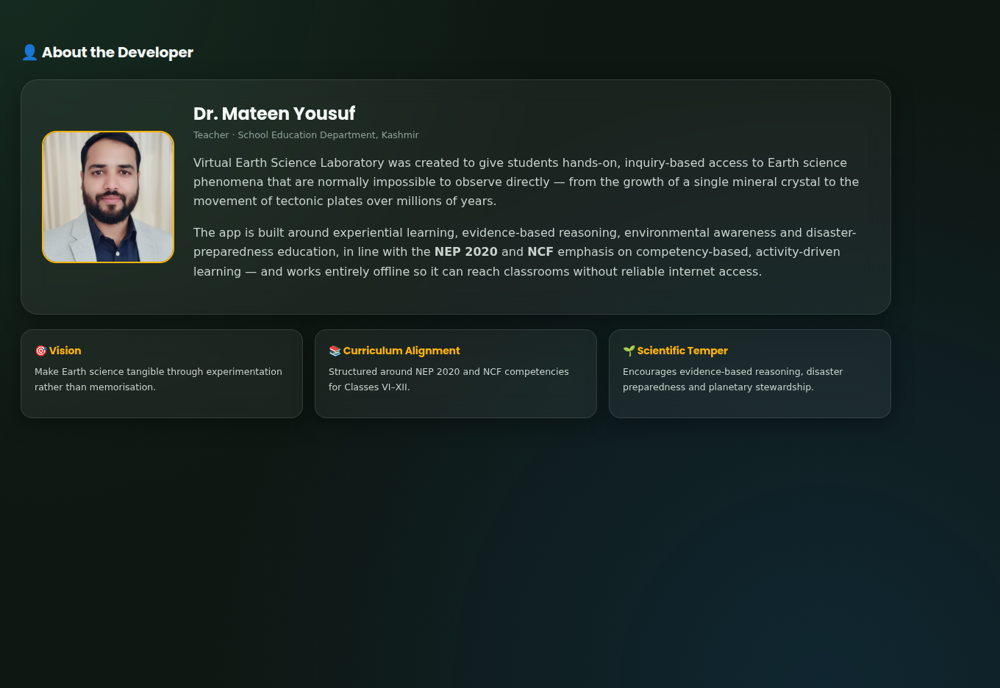 👤 About the Developer
Dr. Mateen Yousuf
Teacher · School Education Department, Kashmir
Virtual Earth Science Laboratory was created to give students hands-on, inquiry-based access to Earth science
phenomena that are normally impossible to observe directly — from the growth of a single mineral crystal to the
movement of tectonic plates over millions of years.
The app is built around experiential learning, evidence-based reasoning, environmental awareness and disaster-
preparedness education, in line with the NEP 2020 and NCF emphasis on competency-based, activity-driven
learning — and works entirely offline so it can reach classrooms without reliable internet access.
🎯 Vision
Make Earth science tangible through experimentation
rather than memorisation.
📚 Curriculum Alignment
Structured around NEP 2020 and NCF competencies
for Classes VI–XII.
🌱 Scientific Temper
Encourages evidence-based reasoning, disaster
preparedness and planetary stewardship.